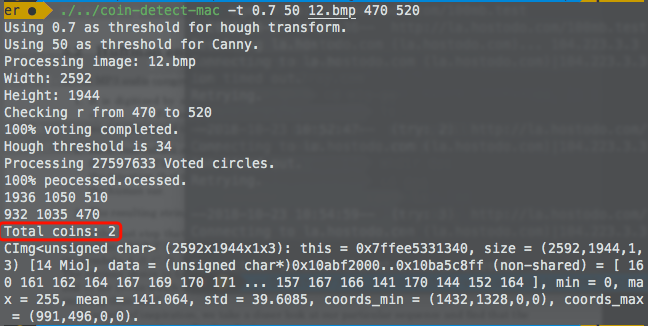 er ● ./../coin-detect-mac -t 0.7 50 12.bmp 470 520
Using 0.7 as threshold for hough transform.
Using 50 as threshold for Canny.
Processing image: 12.bmp
Width: 2592
Height: 1944
Checking r from 470 to 520
100% voting completed.
Hough threshold is 34
Processing 27597633 Voted circles.
100% peocessed.ocessed.
1936 1050 510
932 1035 470
Total coins: 2
CImg<unsigned char> (2592x1944x1x3): this = 0x7ffee5331340, size = (2592,1944,1,
3) [14 Mio], data = (unsigned char*)0x10abf2000..0x10ba5c8ff (non-shared) = [ 16
0 161 162 164 167 169 170 171 ... 157 167 166 141 170 144 152 164 ], min = 0, ma
x = 255, mean = 141.064, std = 39.6085, coords_min = (1432,1328,0,0), coords_max
= (991,496,0,0).